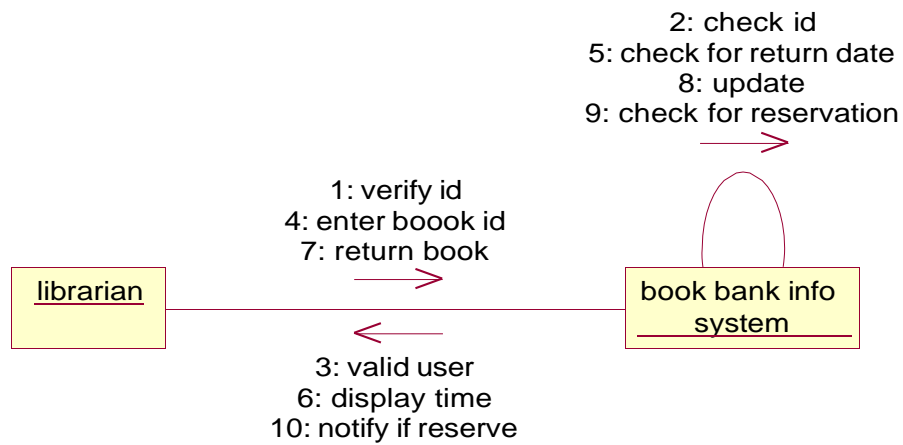 2: check id
5: check for return date
8: update
9: check for reservation
1: verify id
4: enter boook id
7: return book
librarian
book bank info
system
3: valid user
6: display time
10: notify if reserve